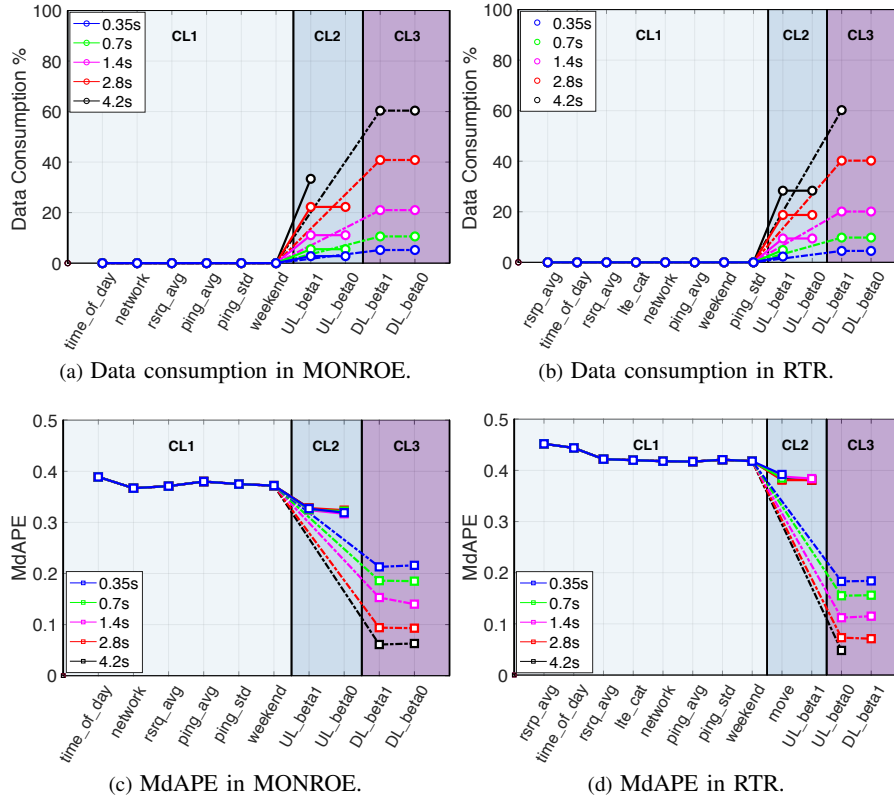 100
80
60
40
20
0
Data Consumption %
0.35s
0.7s
1.4s
2.8s
4.2s
CL1
CL2
CL3
time_of_day
network
rsrq_avg
ping_avg
ping_std
weekend
UL_beta1
UL_beta0
DL_beta1
DL_beta0
(a) Data consumption in MONROE.
100
80
60
40
20
0
Data Consumption %
0.35s
0.7s
1.4s
2.8s
4.2s
CL1
CL2
CL3
rsrp_avg
time_of_day
rsrq_avg
lte_cat
network
ping_avg
weekend
ping_std
UL_beta1
UL_beta0
DL_beta1
DL_beta0
(b) Data consumption in RTR.
0.5
0.4
0.3
0.2
0.1
0
MdAPE
CL1
CL2
CL3
0.35s
0.7s
1.4s
2.8s
4.2s
time_of_day
network
rsrq_avg
ping_avg
ping_std
weekend
UL_beta1
UL_beta0
DL_beta1
DL_beta0
(c) MdAPE in MONROE.
0.5
0.4
0.3
0.2
0.1
0
MdAPE
CL1
CL2
CL3
0.35s
0.7s
1.4s
2.8s
4.2s
rsrp_avg
time_of_day
rsrq_avg
lte_cat
network
ping_avg
ping_std
weekend
move
UL_beta1
UL_beta0
DL_beta1
(d) MdAPE in RTR.